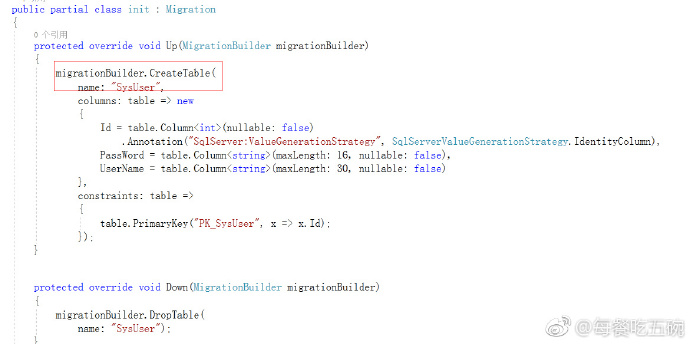 public partial class init : Migration
{
0 个引用
protected override void Up(MigrationBuilder migrationBuilder)
{
migrationBuilder.CreateTable(
name: "SysUser",
columns: table => new
{
Id = table.Column<int>(nullable: false)
.Annotation("SqlServer:ValueGenerationStrategy", SqlServerValueGenerationStrategy.IdentityColumn),
PassWord = table.Column<string>(maxLength: 16, nullable: false),
UserName = table.Column<string>(maxLength: 30, nullable: false)
},
constraints: table =>
{
table.PrimaryKey("PK_SysUser", x => x.Id);
});
}
protected override void Down(MigrationBuilder migrationBuilder)
{
migrationBuilder.DropTable(
name: "SysUser");
}
@每餐吃五碗